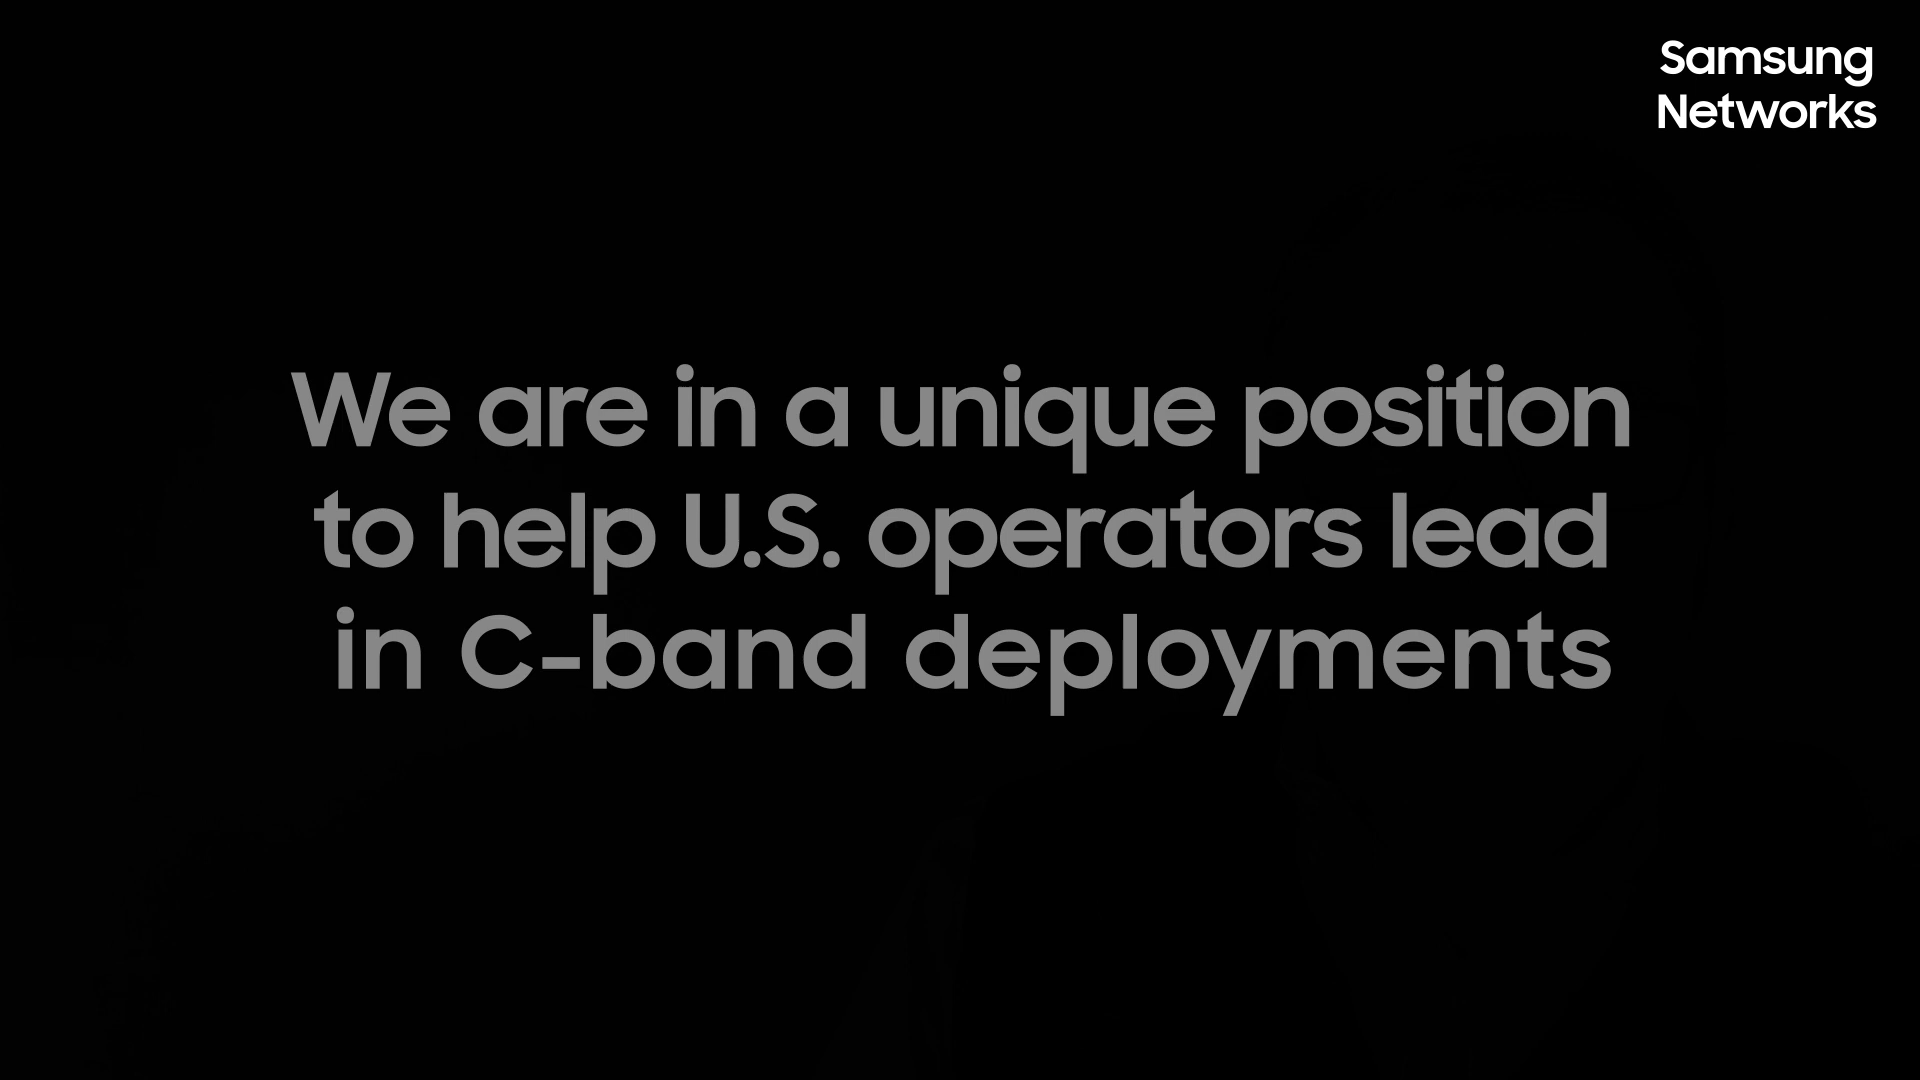 Samsung
Networks
We are in a unique position
to help U.S. operators lead
in C-band deployments